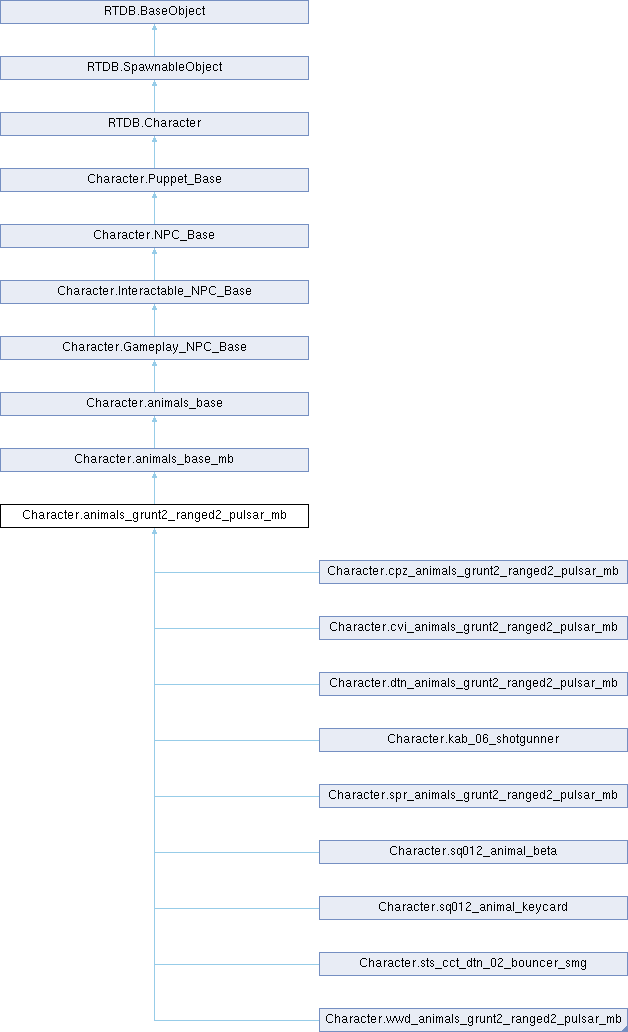 RTDB.BaseObject
RTDB.SpawnableObject
RTDB.Character
Character.Puppet_Base
Character.NPC_Base
Character.Interactable_NPC_Base
Character.Gameplay_NPC_Base
Character.animals_base
Character.animals_base_mb
Character.animals_grunt2_ranged2_pulsar_mb
Character.cpz_animals_grunt2_ranged2_pulsar_mb
Character.cvi_animals_grunt2_ranged2_pulsar_mb
Character.dtn_animals_grunt2_ranged2_pulsar_mb
Character.kab_06_shotgunner
Character.spr_animals_grunt2_ranged2_pulsar_mb
Character.sq012_animal_beta
Character.sq012_animal_keycard
Character.sts_cct_dtn_02_bouncer_smg
Character.wwd_animals_grunt2_ranged2_pulsar_mb